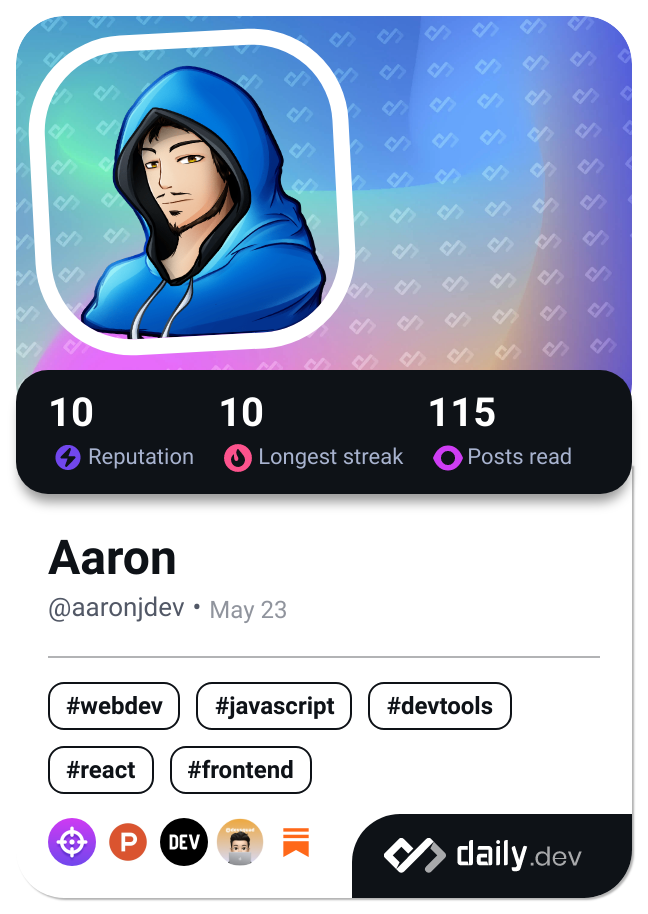 10 10 115
Reputation Longest streak Posts read
Aaron
@aaronjdev • May 23
#webdev #javascript #devtools
#react #frontend
P DEV
daily.dev